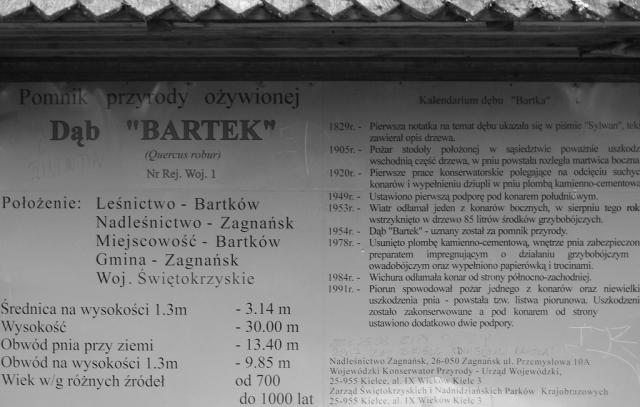 Pomnik przyrody ożywionej
Dąb "BARTEK"
(Quercus robur)
Nr Rej. Woj. 1
Położenie: Leśnictwo - Bartków
Nadleśnictwo - Zagnańsk
Miejscowość - Bartków
Gmina - Zagnańsk
Woj. Świętokrzyskie
Średnica na wysokości 1.3m - 3.14 m
Wysokość - 30.00 m
Obwód pnia przy ziemi - 13.40 m
Obwód na wysokości 1.3m - 9.85 m
Wiek w/g różnych źródeł od 700
do 1000 lat
Kalendarium dębu "Bartka"
1829r. - Pierwsza notatka na temat dębu ukazała się w piśmie "Sylwan",
zawierał opis drzewa.
1905r. - Pożar stodoły położonej w sąsiedztwie poważnie uszkodz
wschodnią część drzewa, w pniu powstała rozległa martwica boczna
1920r. - Pierwsze prace konserwatorskie polegające na odcięciu suchyc
konarów i wypełnieniu dziupli w pniu plombą kamienno-cementową
1949r. - Ustawiono pierwszą podporę pod konarem południowym.
1953r. - Wiatr odłamał jeden z konarów bocznych, w sierpniu tego rok
wstrzyknięto w drzewo 85 litrów środków grzybobójczych.
1954r. - Dąb "Bartek" - uznany został za pomnik przyrody.
1978r. - Usunięto plombę kamienno-cementową, wnętrze pnia zabezpieczon
preparatem impregnującym o działaniu grzybobójczym
owadobójczym oraz wypełniono papierówką i trocinami.
1984r. - Wichura odłamała konar od strony północno-zachodniej.
1991r. - Piorun spowodował pożar jednego z konarów oraz niewielki
uszkodzenia pnia - powstała tzw. listwa piorunowa. Uszkodzeni
zostało zakonserwowane a pod konarem od strony
ustawiono dodatkowo dwie podpory.
Nadleśnictwo Zagnańsk, 26-050 Zagnańsk ul. Przemysłowa 10A
Wojewódzki Konserwator Przyrody - Urząd Wojewódzki,
25-955 Kielce, al. IX Wieków Kielc 3
Zarząd Świętokrzyskich i Nadnidziańskich Parków Krajobrazowych
25-955 Kielce, al. IX Wieków Kielc 3